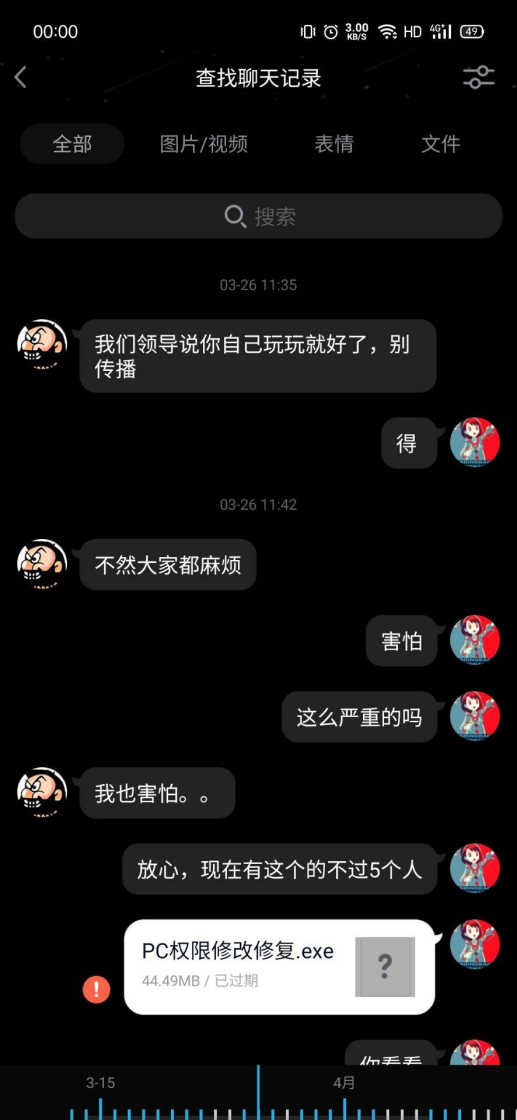 00:00
3.00
KB/S
HD
4G
49
查找聊天记录
全部
图片/视频
表情
文件
搜索
03-26 11:35
我们领导说你自己玩玩就好了，别
传播
得
03-26 11:42
不然大家都麻烦
害怕
这么严重的吗
我也害怕。。
放心，现在有这个的不过5个人
PC权限修改修复.exe
44.49MB / 已过期
?
!
你看看
3-15
4月